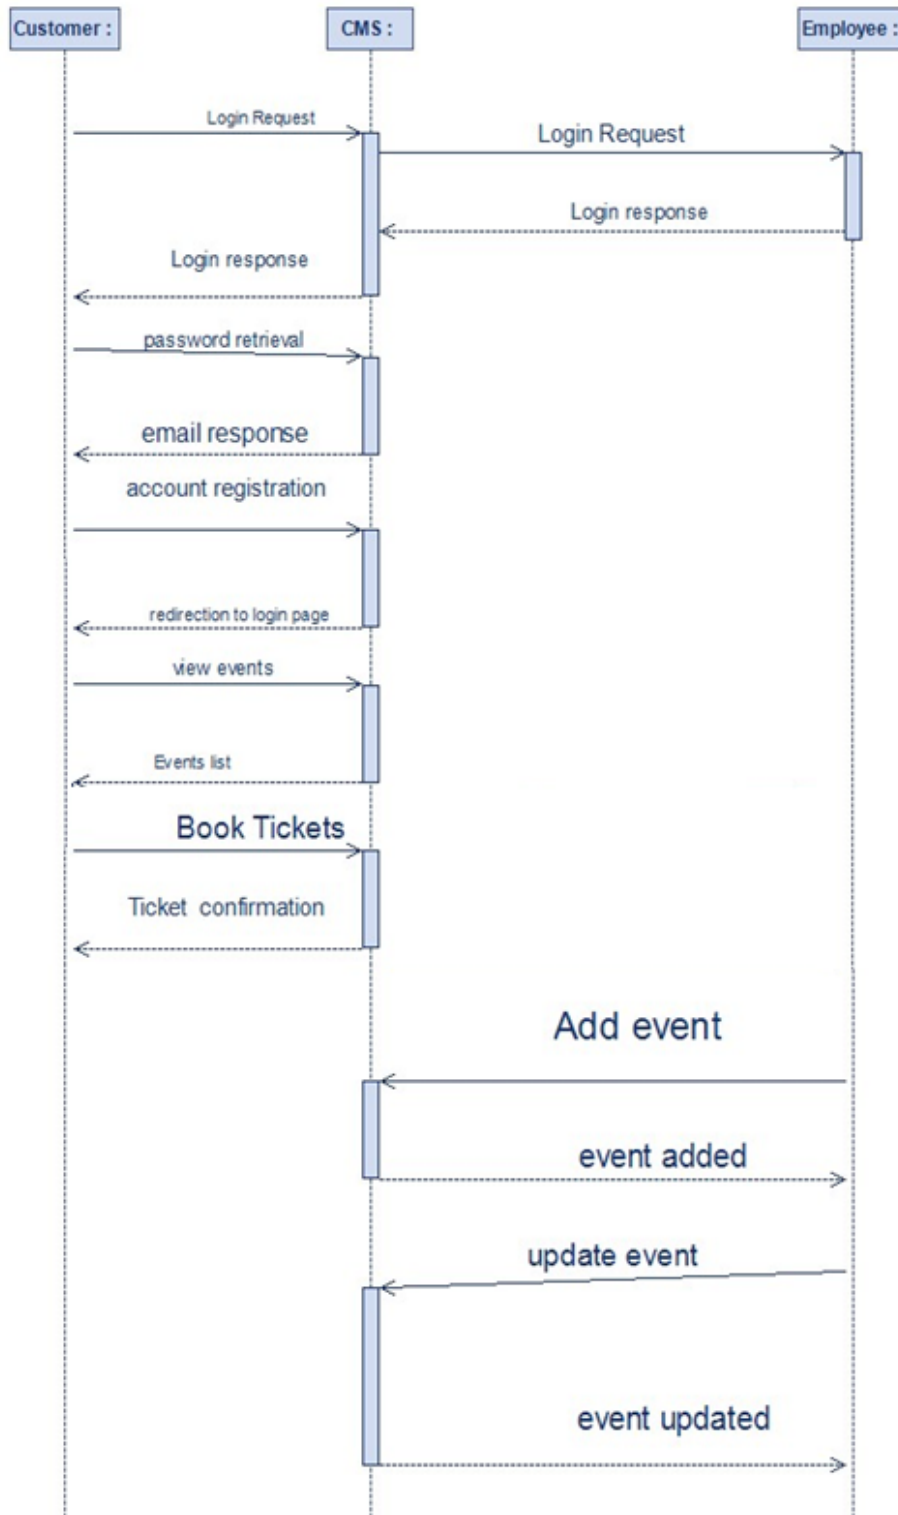 Customer :
CMS :
Employee :
Login Request
Login Request
Login response
Login response
password retrieval
email response
account registration
redirection to login page
view events
Events list
Book Tickets
Ticket confirmation
Add event
event added
update event
event updated